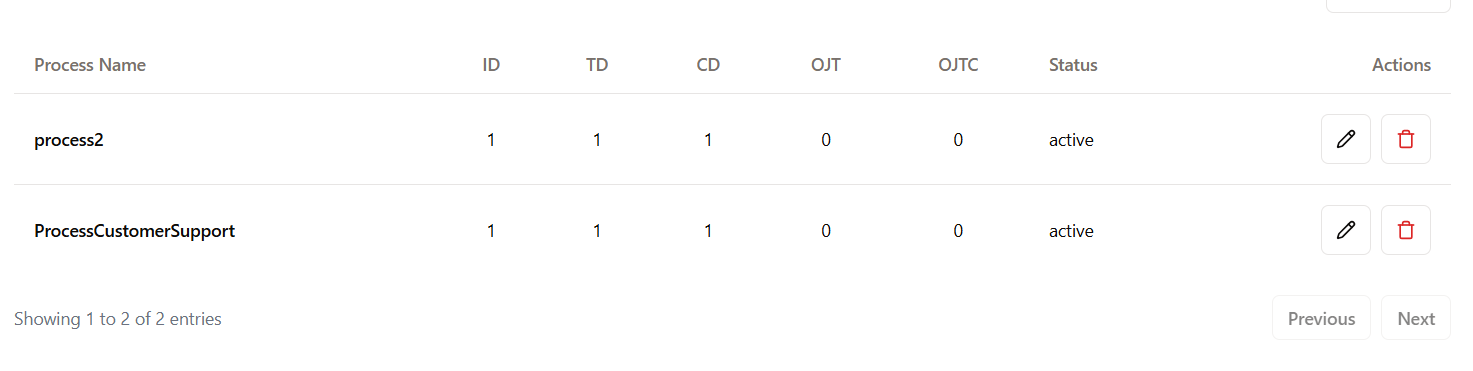 Process Name ID TD CD OJT OJTC Status Actions
process2 1 1 1 0 0 active
ProcessCustomerSupport 1 1 1 0 0 active
Showing 1 to 2 of 2 entries Previous Next